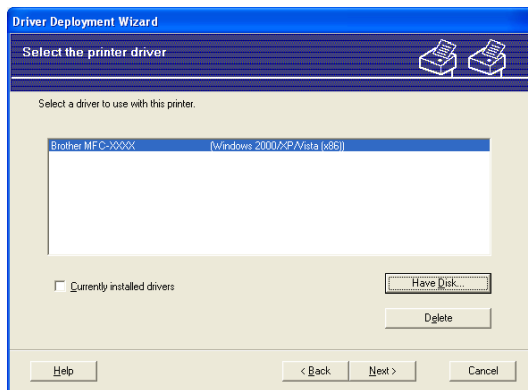 Driver Deployment Wizard
Select the printer driver
Select a driver to use with this printer.
Brother MFC-XXXX (Windows 2000/XP/Vista (x86))
Currently installed drivers
Have Disk...
Delete
Help < Back Next > Cancel